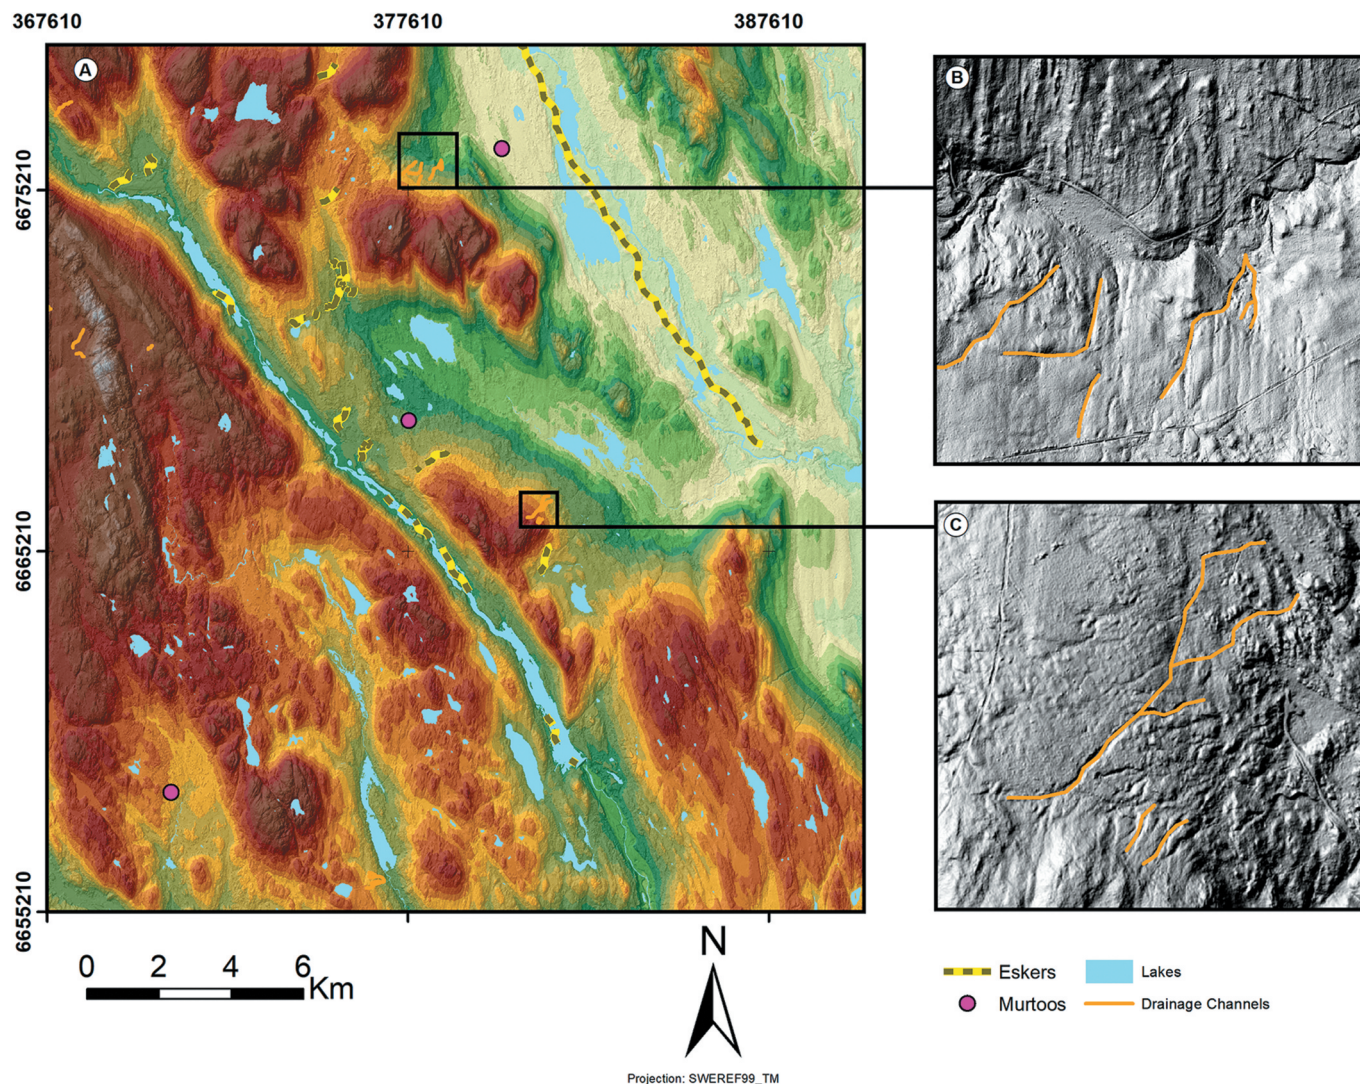 367610 377610 387610
A
B
6675210
6665210
C
6655210
N
0 2 4 6
Km
Eskers Lakes
Murtoos Drainage Channels
Projection: SWEREF99_TM